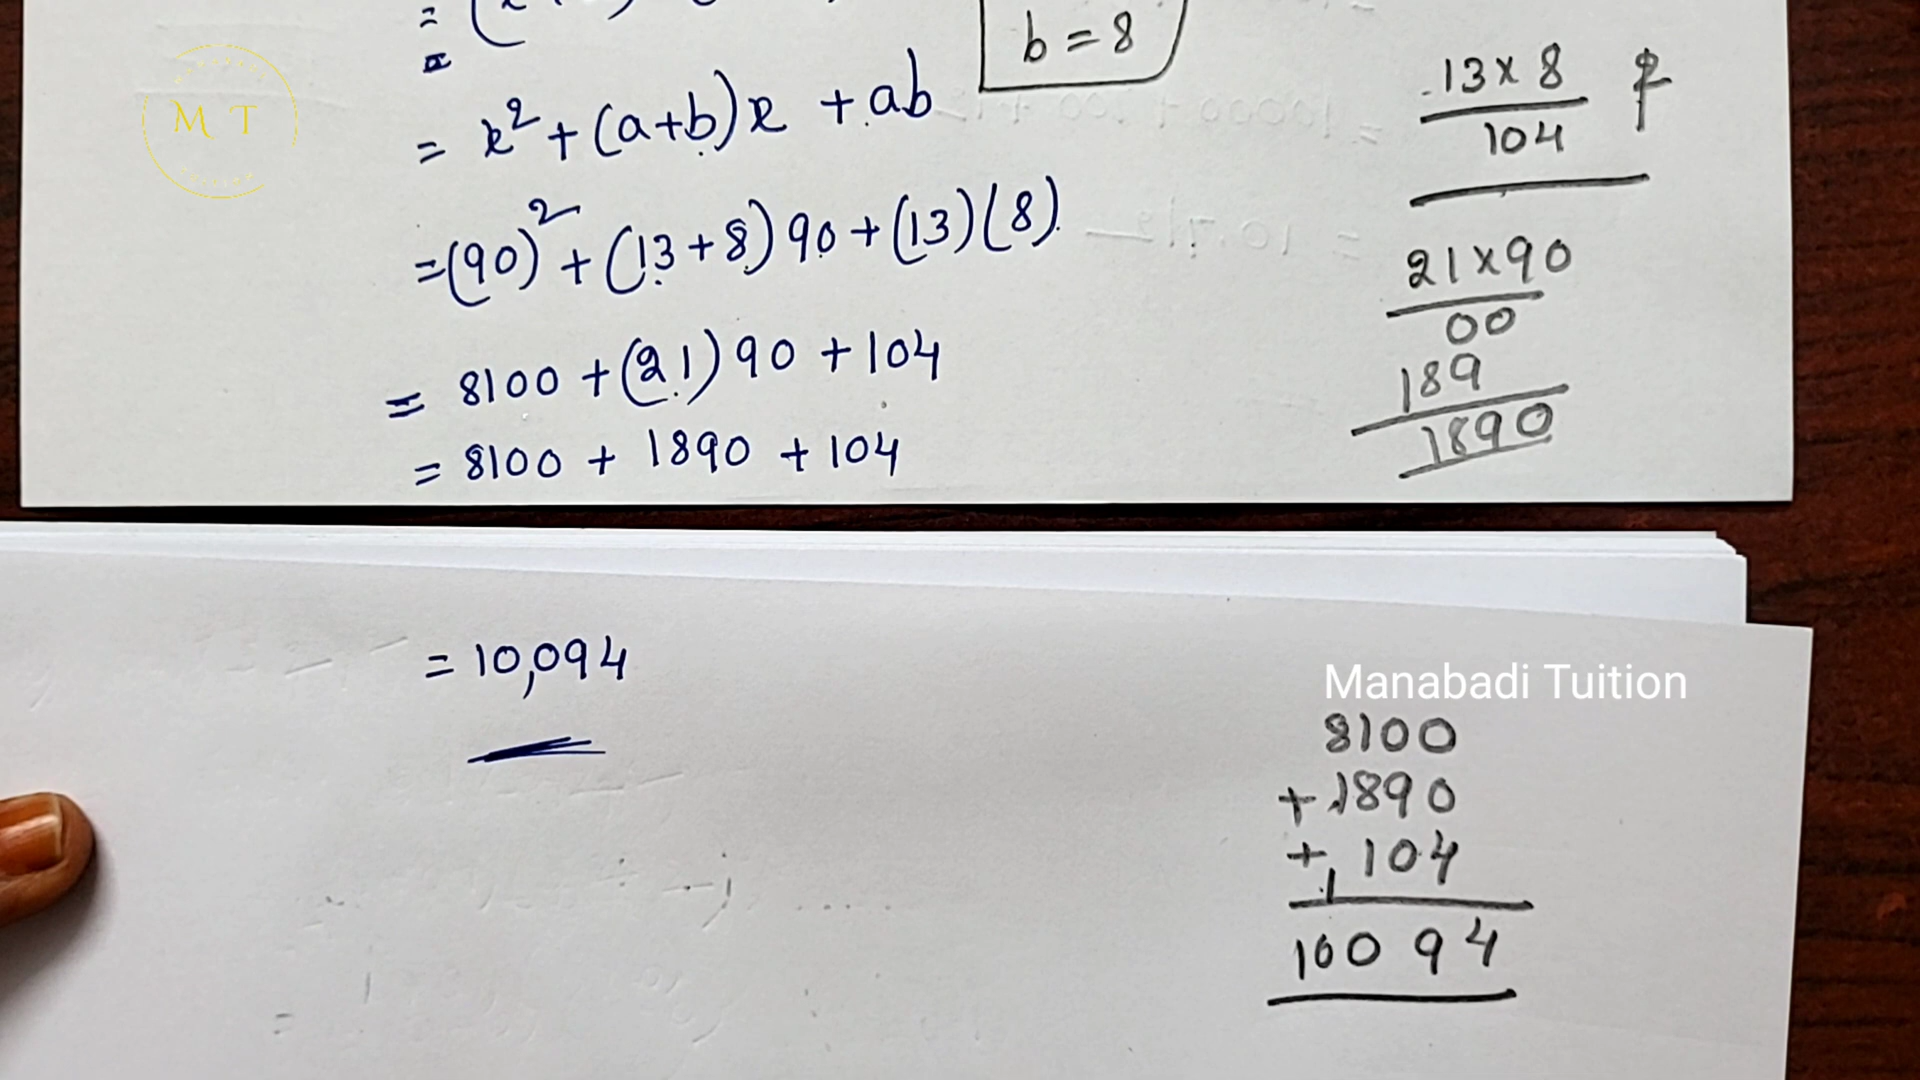 b = 8
= x² + (a+b)x + ab
= (90)² + (13+8) 90 + (13)(8)
= 8100 + (21) 90 + 104
= 8100 + 1890 + 104
= 10,094
13 x 8
104
21 x 90
00
189
1890
Manabadi Tuition
8100
+ 1890
+ 104
1
10094
M T